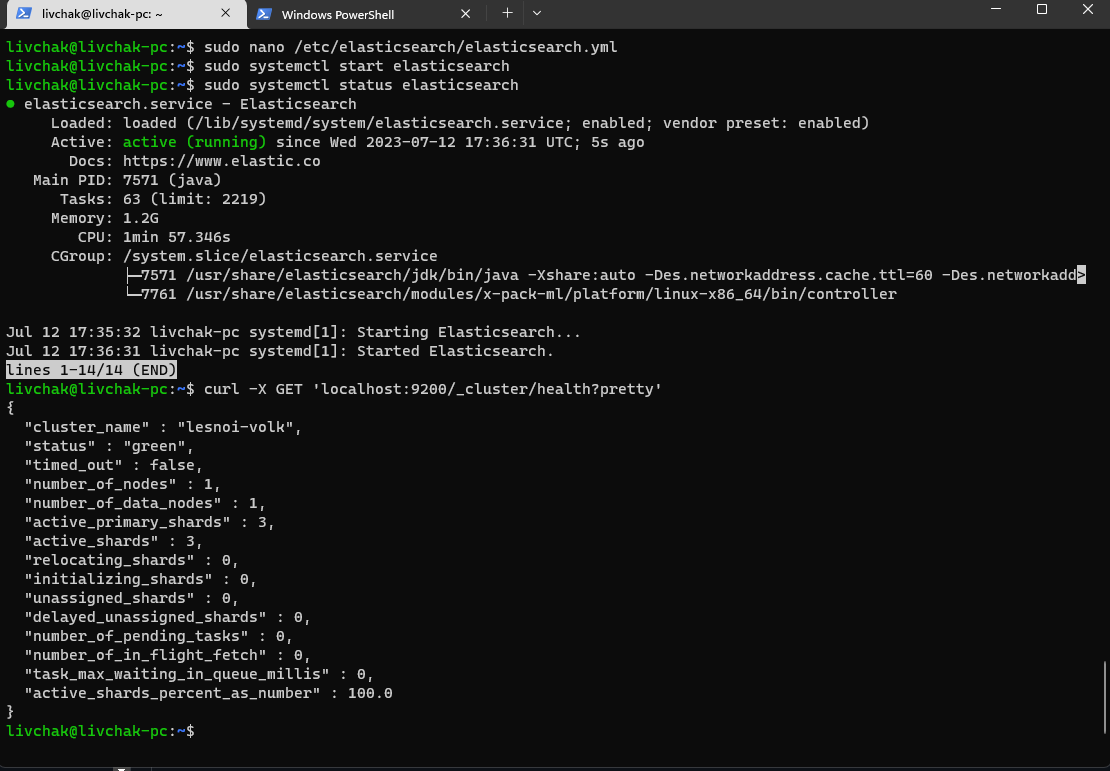 livchak@livchak-pc: ~
Windows PowerShell
livchak@livchak-pc:~$ sudo nano /etc/elasticsearch/elasticsearch.yml
livchak@livchak-pc:~$ sudo systemctl start elasticsearch
livchak@livchak-pc:~$ sudo systemctl status elasticsearch
● elasticsearch.service - Elasticsearch
     Loaded: loaded (/lib/systemd/system/elasticsearch.service; enabled; vendor preset: enabled)
     Active: active (running) since Wed 2023-07-12 17:36:31 UTC; 5s ago
       Docs: https://www.elastic.co
   Main PID: 7571 (java)
      Tasks: 63 (limit: 2219)
     Memory: 1.2G
        CPU: 1min 57.346s
     CGroup: /system.slice/elasticsearch.service
             ├─7571 /usr/share/elasticsearch/jdk/bin/java -Xshare:auto -Des.networkaddress.cache.ttl=60 -Des.networkadd>
             └─7761 /usr/share/elasticsearch/modules/x-pack-ml/platform/linux-x86_64/bin/controller
Jul 12 17:35:32 livchak-pc systemd[1]: Starting Elasticsearch...
Jul 12 17:36:31 livchak-pc systemd[1]: Started Elasticsearch.
lines 1-14/14 (END)
livchak@livchak-pc:~$ curl -X GET 'localhost:9200/_cluster/health?pretty'
{
  "cluster_name" : "lesnoi-volk",
  "status" : "green",
  "timed_out" : false,
  "number_of_nodes" : 1,
  "number_of_data_nodes" : 1,
  "active_primary_shards" : 3,
  "active_shards" : 3,
  "relocating_shards" : 0,
  "initializing_shards" : 0,
  "unassigned_shards" : 0,
  "delayed_unassigned_shards" : 0,
  "number_of_pending_tasks" : 0,
  "number_of_in_flight_fetch" : 0,
  "task_max_waiting_in_queue_millis" : 0,
  "active_shards_percent_as_number" : 100.0
}
livchak@livchak-pc:~$